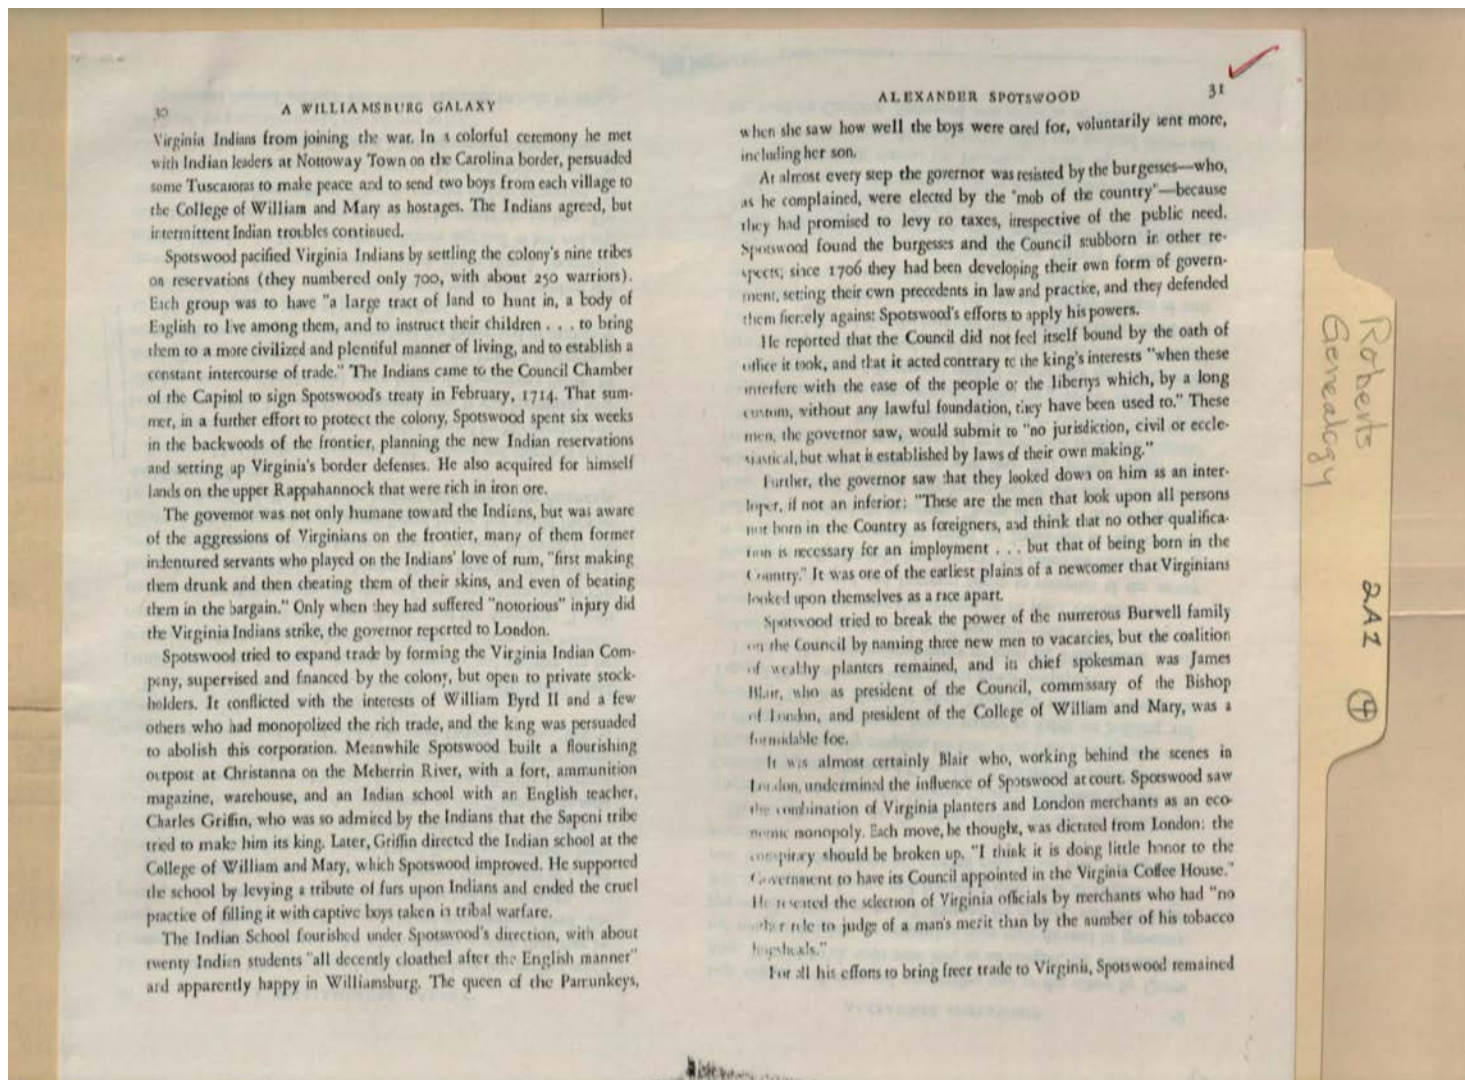 30
A WILLIAMSBURG GALAXY
Virginia Indians from joining the war. In a colorful ceremony he met
with Indian leaders at Nottoway Town on the Carolina border, persuaded
some Tuscaroras to make peace and to send two boys from each village to
the College of William and Mary as hostages. The Indians agreed, but
intermittent Indian troubles continued.
Spotswood pacified Virginia Indians by settling the colony's nine tribes
on reservations (they numbered only 700, with about 250 warriors).
Each group was to have "a large tract of land to hunt in, a body of
English to live among them, and to instruct their children . . . to bring
them to a more civilized and plentiful manner of living, and to establish a
constant intercourse of trade." The Indians came to the Council Chamber
of the Capitol to sign Spotswood's treaty in February, 1714. That sum-
mer, in a further effort to protect the colony, Spotswood spent six weeks
in the backwoods of the frontier, planning the new Indian reservations
and setting up Virginia's border defenses. He also acquired for himself
lands on the upper Rappahannock that were rich in iron ore.
The governor was not only humane toward the Indians, but was aware
of the aggressions of Virginians on the frontier, many of them former
indentured servants who played on the Indians' love of rum, "first making
them drunk and then cheating them of their skins, and even of beating
them in the bargain." Only when they had suffered "notorious" injury did
the Virginia Indians strike, the governor reported to London.
Spotswood tried to expand trade by forming the Virginia Indian Com-
pany, supervised and financed by the colony, but open to private stock-
holders. It conflicted with the interests of William Byrd II and a few
others who had monopolized the rich trade, and the king was persuaded
to abolish this corporation. Meanwhile Spotswood built a flourishing
outpost at Christanna on the Meherrin River, with a fort, ammunition
magazine, warehouse, and an Indian school with an English teacher,
Charles Griffin, who was so admired by the Indians that the Saponi tribe
tried to make him its king. Later, Griffin directed the Indian school at the
College of William and Mary, which Spotswood improved. He supported
the school by levying a tribute of furs upon Indians and ended the cruel
practice of filling it with captive boys taken in tribal warfare.
The Indian School flourished under Spotswood's direction, with about
twenty Indian students "all decently cloathed after the English manner"
and apparently happy in Williamsburg. The queen of the Pamunkeys,
ALEXANDER SPOTSWOOD
31
when she saw how well the boys were cared for, voluntarily sent more,
including her son.
At almost every step the governor was resisted by the burgesses—who,
as he complained, were elected by the "mob of the country"—because
they had promised to levy no taxes, irrespective of the public need.
Spotswood found the burgesses and the Council stubborn in other re-
spects; since 1706 they had been developing their own form of govern-
ment, setting their own precedents in law and practice, and they defended
them fiercely against Spotswood's efforts to apply his powers.
He reported that the Council did not feel itself bound by the oath of
office it took, and that it acted contrary to the king's interests "when these
interfere with the ease of the people or the libertys which, by a long
custom, without any lawful foundation, they have been used to." These
men, the governor saw, would submit to "no jurisdiction, civil or eccle-
siastical, but what is established by laws of their own making."
Further, the governor saw that they looked down on him as an inter-
loper, if not an inferior: "These are the men that look upon all persons
not born in the Country as foreigners, and think that no other qualifica-
tion is necessary for an imployment . . . but that of being born in the
Country." It was one of the earliest plaints of a newcomer that Virginians
looked upon themselves as a race apart.
Spotswood tried to break the power of the numerous Burwell family
on the Council by naming three new men to vacancies, but the coalition
of wealthy planters remained, and its chief spokesman was James
Blair, who as president of the Council, commissary of the Bishop
of London, and president of the College of William and Mary, was a
formidable foe.
It was almost certainly Blair who, working behind the scenes in
London, undermined the influence of Spotswood at court. Spotswood saw
the combination of Virginia planters and London merchants as an eco-
nomic monopoly. Each move, he thought, was dictated from London: the
conspiracy should be broken up. "I think it is doing little honor to the
Government to have its Council appointed in the Virginia Coffee House."
He resented the selection of Virginia officials by merchants who had "no
other rule to judge of a man's merit than by the number of his tobacco
hogsheads."
For all his efforts to bring freer trade to Virginia, Spotswood remained
Roberts
Genealogy
2A1
4